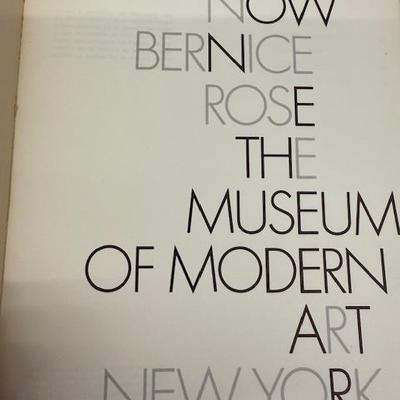 NOW
BERNICE
ROSE
THE
MUSEUM
OF MODERN
ART
NEW YORK